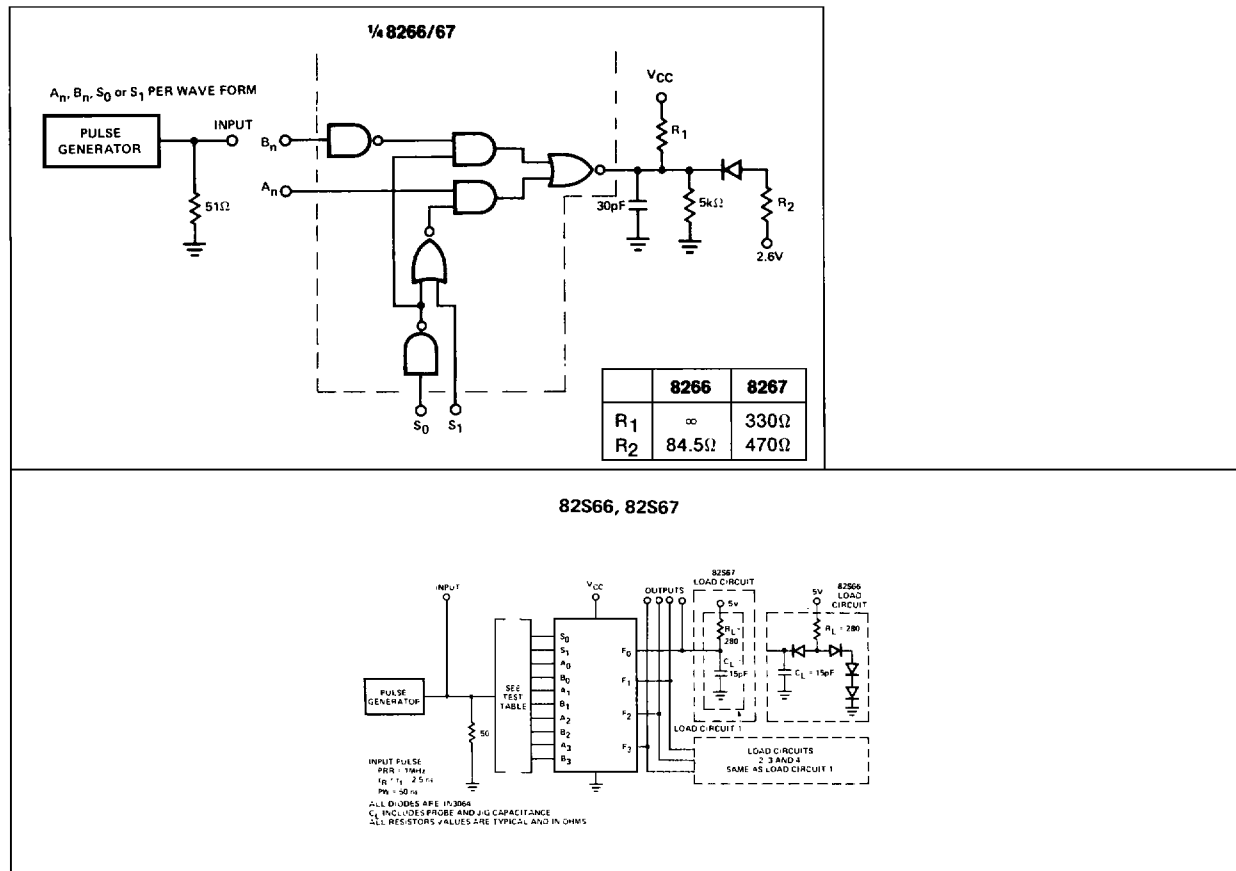 ¼ 8266/67
An, Bn, S0 or S1 PER WAVE FORM
PULSE
GENERATOR
INPUT
51Ω
Bn
An
S0
S1
VCC
R1
30pF
5kΩ
R2
2.6V
8266 8267
R1 ∞ 330Ω
R2 84.5Ω 470Ω
82S66, 82S67
INPUT
PULSE
GENERATOR
50
SEE
TEST
TABLE
VCC
S0
S1
A0
B0
A1
B1
A2
B2
A3
B3
F0
F1
F2
F3
OUTPUTS
82S67
LOAD CIRCUIT
5v
RL =
280
CL =
15pF
LOAD CIRCUIT 1
82S66
LOAD
CIRCUIT
5V
RL = 280
CL = 15pF
LOAD CIRCUITS
2 3 AND 4
SAME AS LOAD CIRCUIT 1
INPUT PULSE
PRR = 1MHz
2.5 ns
PW = 50 ns
ALL DIODES ARE IN3064
CL INCLUDES PROBE AND JIG CAPACITANCE
ALL RESISTORS VALUES ARE TYPICAL AND IN OHMS